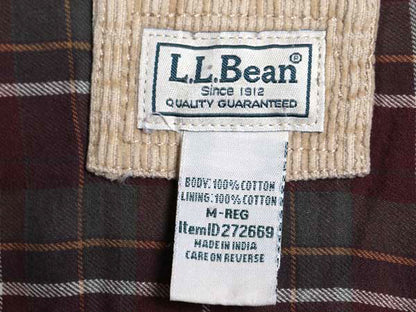 L.L.Bean®
Since 1912
QUALITY GUARANTEED
BODY: 100% COTTON
LINING: 100% COTTON
M-REG
ItemID 272669
MADE IN INDIA
CARE ON REVERSE